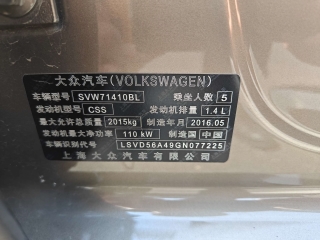 大众汽车(VOLKSWAGEN)
车辆型号 SVW71410BL 乘坐人数 5
发动机型号 CSS 发动机排量 1.4 L
最大允许总质量 2015kg 制造年月 2016.05
发动机最大净功率 110 kW 制造国 中国
车辆识别代号 LSVD56A49GN077225
上海大众汽车有限公司